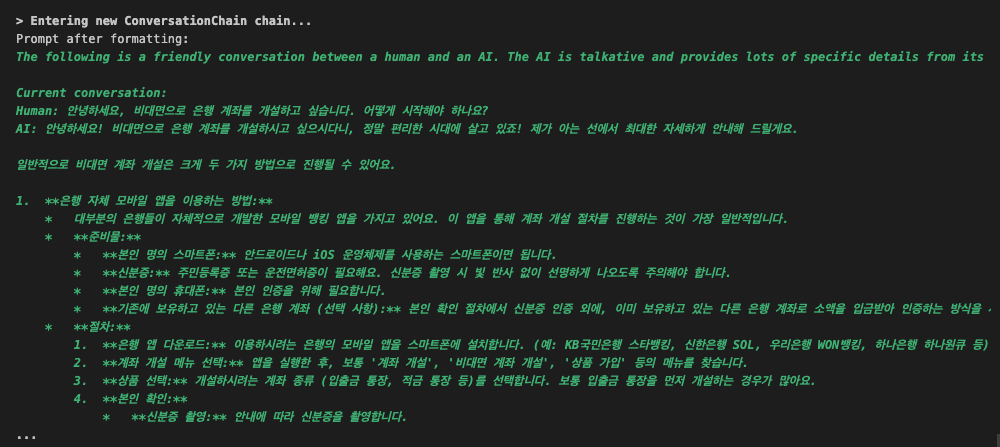 > Entering new ConversationChain chain...
Prompt after formatting:
The following is a friendly conversation between a human and an AI. The AI is talkative and provides lots of specific details from its
Current conversation:
Human: 안녕하세요, 비대면으로 은행 계좌를 개설하고 싶습니다. 어떻게 시작해야 하나요?
AI: 안녕하세요! 비대면으로 은행 계좌를 개설하시고 싶으시다니, 정말 편리한 시대에 살고 있죠! 제가 아는 선에서 최대한 자세하게 안내해 드릴게요.
일반적으로 비대면 계좌 개설은 크게 두 가지 방법으로 진행될 수 있어요.
1. **은행 자체 모바일 앱을 이용하는 방법:**
* 대부분의 은행들이 자체적으로 개발한 모바일 뱅킹 앱을 가지고 있어요. 이 앱을 통해 계좌 개설 절차를 진행하는 것이 가장 일반적입니다.
* **준비물:**
* **본인 명의 스마트폰:** 안드로이드나 iOS 운영체제를 사용하는 스마트폰이면 됩니다.
* **신분증:** 주민등록증 또는 운전면허증이 필요해요. 신분증 촬영 시 빛 반사 없이 선명하게 나오도록 주의해야 합니다.
* **본인 명의 휴대폰:** 본인 인증을 위해 필요합니다.
* **기존에 보유하고 있는 다른 은행 계좌 (선택 사항):** 본인 확인 절차에서 신분증 인증 외에, 이미 보유하고 있는 다른 은행 계좌로 소액을 입금받아 인증하는 방식을
* **절차:**
1. **은행 앱 다운로드:** 이용하시려는 은행의 모바일 앱을 스마트폰에 설치합니다. (예: KB국민은행 스타뱅킹, 신한은행 SOL, 우리은행 WON뱅킹, 하나은행 하나원큐 등)
2. **계좌 개설 메뉴 선택:** 앱을 실행한 후, 보통 '계좌 개설', '비대면 계좌 개설', '상품 가입' 등의 메뉴를 찾습니다.
3. **상품 선택:** 개설하시려는 계좌 종류 (입출금 통장, 적금 통장 등)를 선택합니다. 보통 입출금 통장을 먼저 개설하는 경우가 많아요.
4. **본인 확인:**
* **신분증 촬영:** 안내에 따라 신분증을 촬영합니다.
...